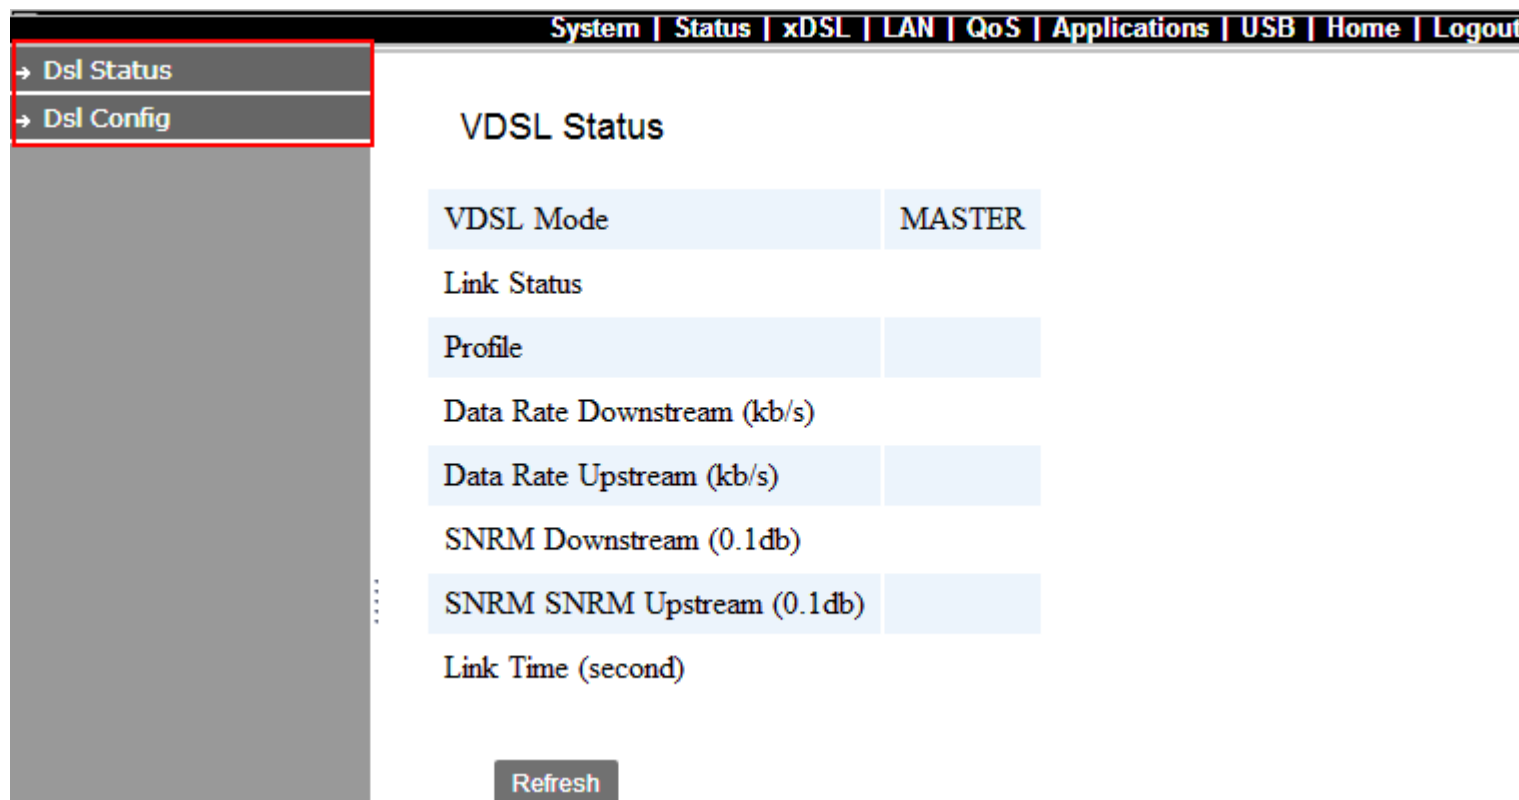 System | Status | xDSL | LAN | QoS | Applications | USB | Home | Logout
→ Dsl Status
→ Dsl Config
VDSL Status
VDSL Mode MASTER
Link Status
Profile
Data Rate Downstream (kb/s)
Data Rate Upstream (kb/s)
SNRM Downstream (0.1db)
SNRM SNRM Upstream (0.1db)
Link Time (second)
Refresh